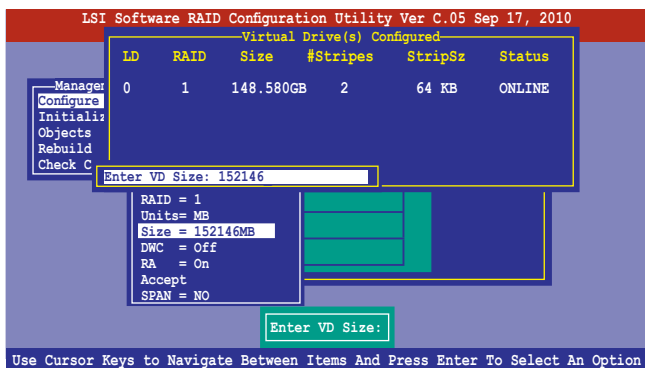 LSI Software RAID Configuration Utility Ver C.05 Sep 17, 2010
Virtual Drive(s) Configured
LD RAID Size #Stripes StripSz Status
0 1 148.580GB 2 64 KB ONLINE
Configure
Objects
Rebuild
Enter VD Size: 152146
RAID = 1
Units= MB
Size = 152146MB
DWC = Off
RA = On
Accept
SPAN = NO
Enter VD Size:
Use Cursor Keys to Navigate Between Items And Press Enter To Select An Option